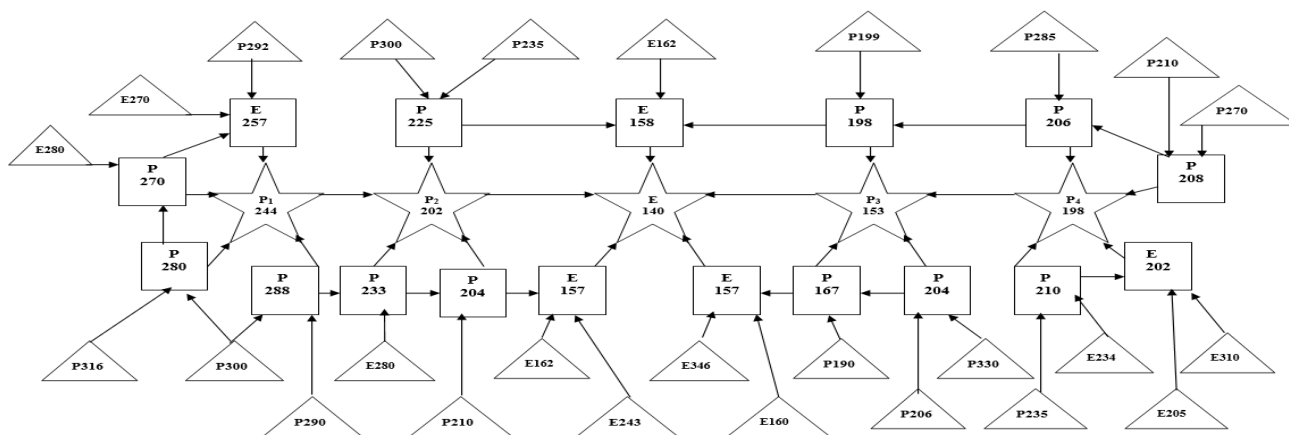 P292
P300
P235
E162
P199
P285
P210
E270
P270
E
257
P
225
E
158
P
198
P
206
E280
P
270
P
208
P₁
244
P₂
202
E
140
P₃
153
P₄
198
P
280
P
288
P
233
P
204
E
157
E
157
P
167
P
204
P
210
E
202
P316
P300
E280
E162
E346
P190
P330
E234
E310
P290
P210
E243
E160
P206
P235
E205